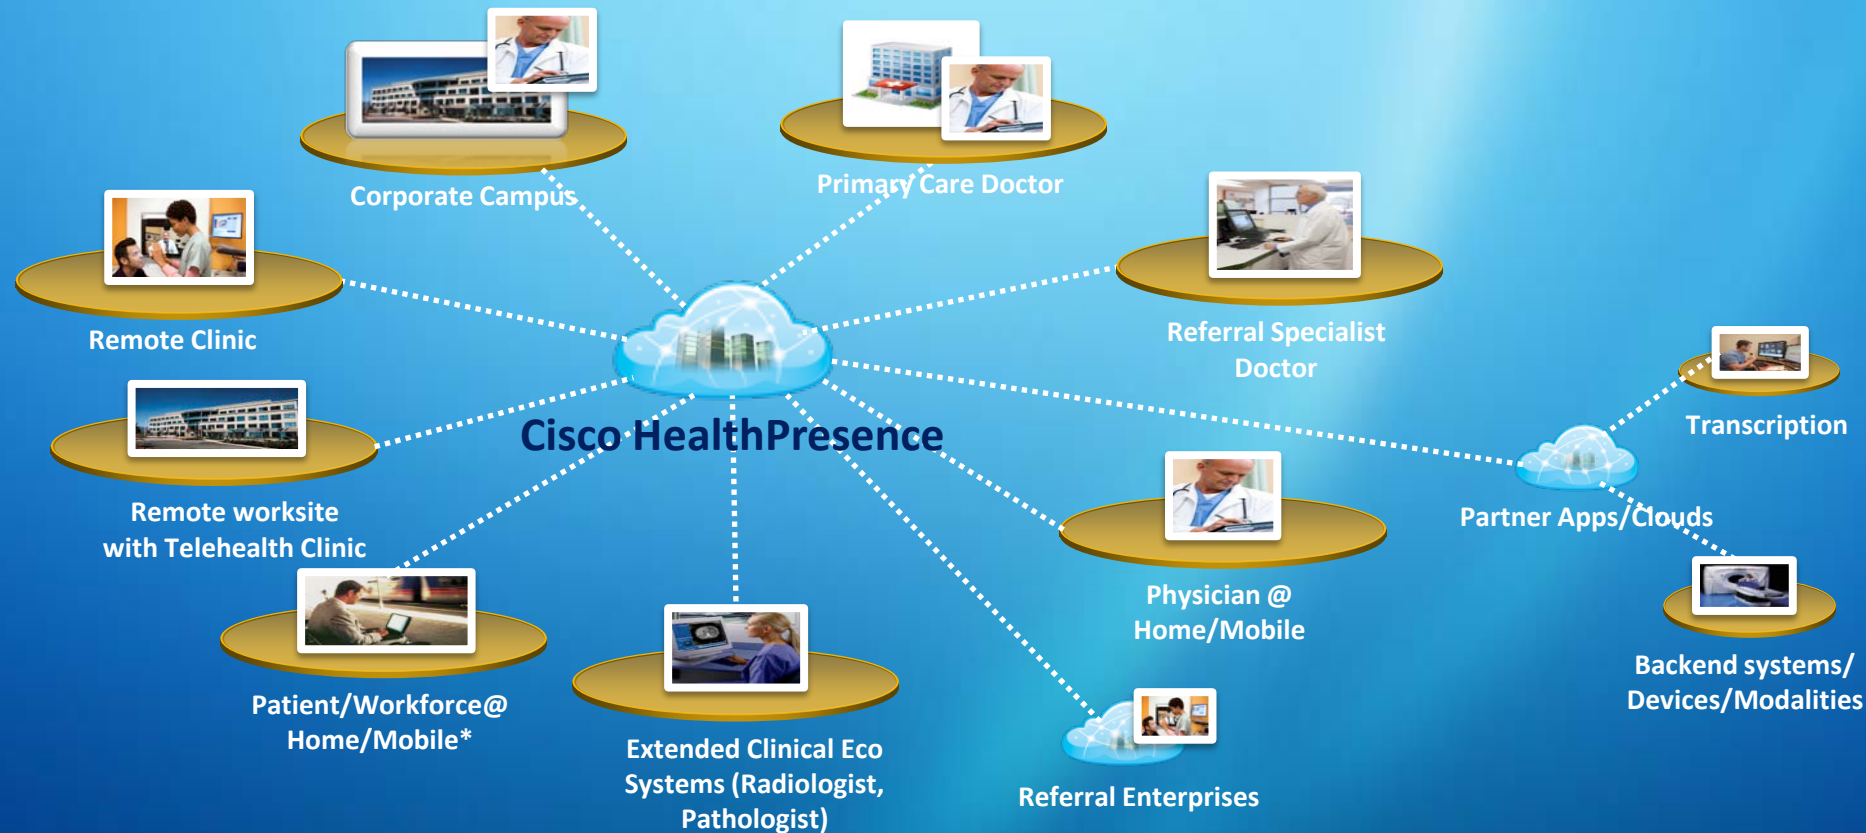 Corporate Campus
Primary Care Doctor
Remote Clinic
Referral Specialist
Doctor
Transcription
Cisco HealthPresence
Remote worksite
with Telehealth Clinic
Partner Apps/Clouds
Physician @
Home/Mobile
Backend systems/
Devices/Modalities
Patient/Workforce@
Home/Mobile*
Extended Clinical Eco
Systems (Radiologist,
Pathologist)
Referral Enterprises